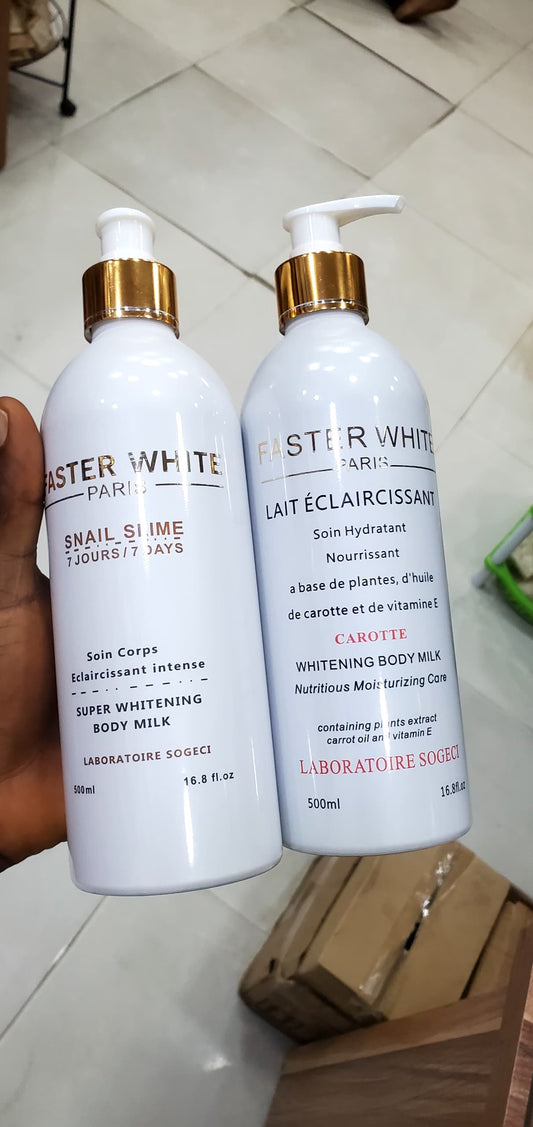 FASTER WHITE
PARIS
SNAIL SLIME
7 JOURS / 7 DAYS
Soin Corps
Eclaircissant intense
SUPER WHITENING
BODY MILK
LABORATOIRE SOGECI
500ml 16.8 fl.oz
FASTER WHITE
PARIS
LAIT ÉCLAIRCISSANT
Soin Hydratant
Nourrissant
a base de plantes, d'huile
de carotte et de vitamine E
CAROTTE
WHITENING BODY MILK
Nutritious Moisturizing Care
containing plants extract
carrot oil and vitamin E
LABORATOIRE SOGECI
500ml 16.8fl.oz